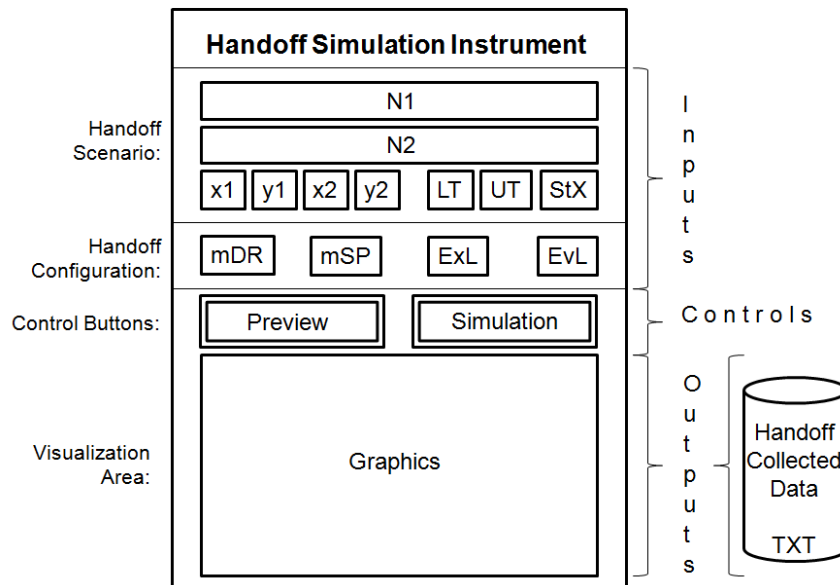 Handoff Simulation Instrument
Handoff
Scenario:
N1
N2
x1 y1 x2 y2 LT UT StX
Inputs
Handoff
Configuration:
mDR mSP ExL EvL
Control Buttons:
Preview Simulation
Controls
Visualization
Area:
Graphics
Outputs
Handoff
Collected
Data
TXT